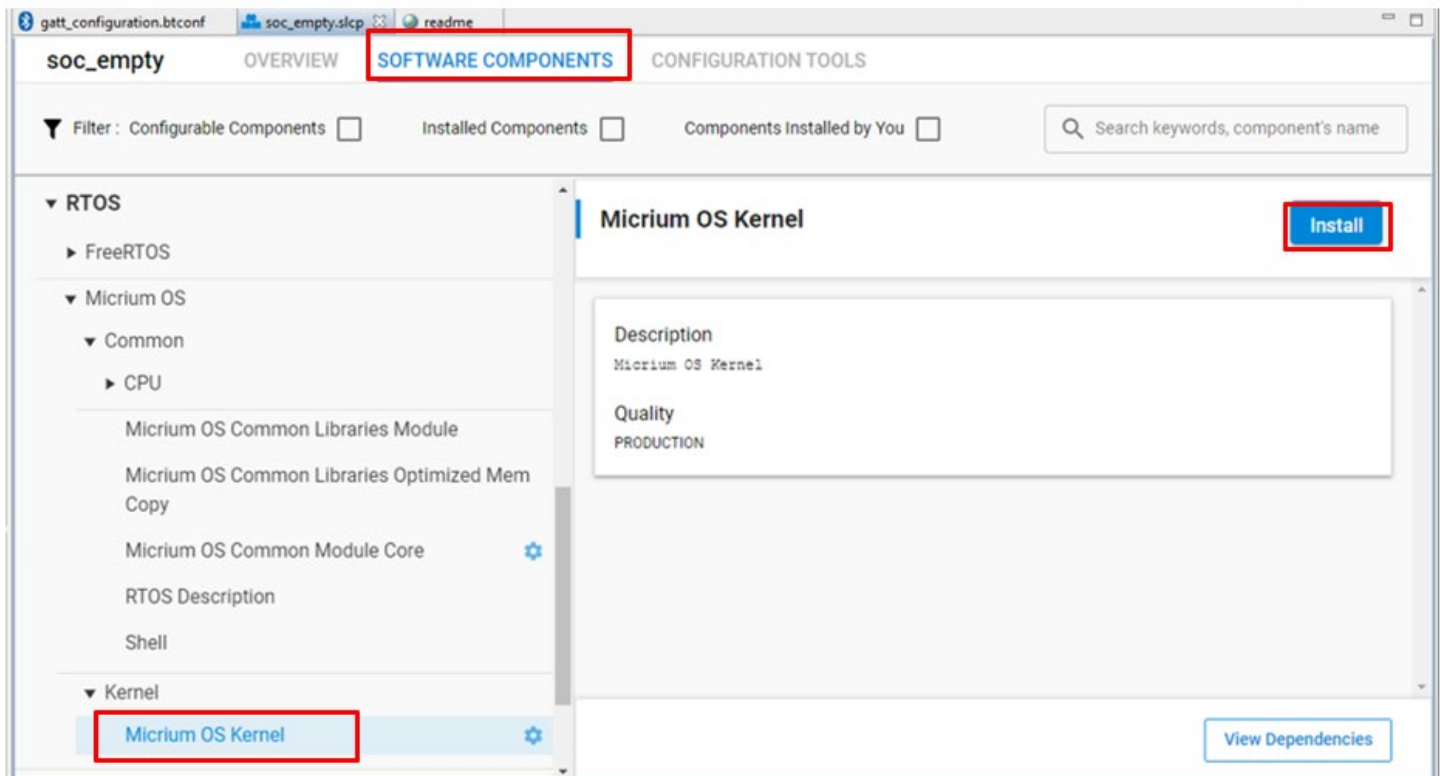 gatt_configuration.btconf
soc_empty.slcp
readme
soc_empty
OVERVIEW
SOFTWARE COMPONENTS
CONFIGURATION TOOLS
Filter : Configurable Components
Installed Components
Components Installed by You
Search keywords, component's name
RTOS
FreeRTOS
Micrium OS
Common
CPU
Micrium OS Common Libraries Module
Micrium OS Common Libraries Optimized Mem
Copy
Micrium OS Common Module Core
RTOS Description
Shell
Kernel
Micrium OS Kernel
Micrium OS Kernel
Install
Description
Micrium OS Kernel
Quality
PRODUCTION
View Dependencies